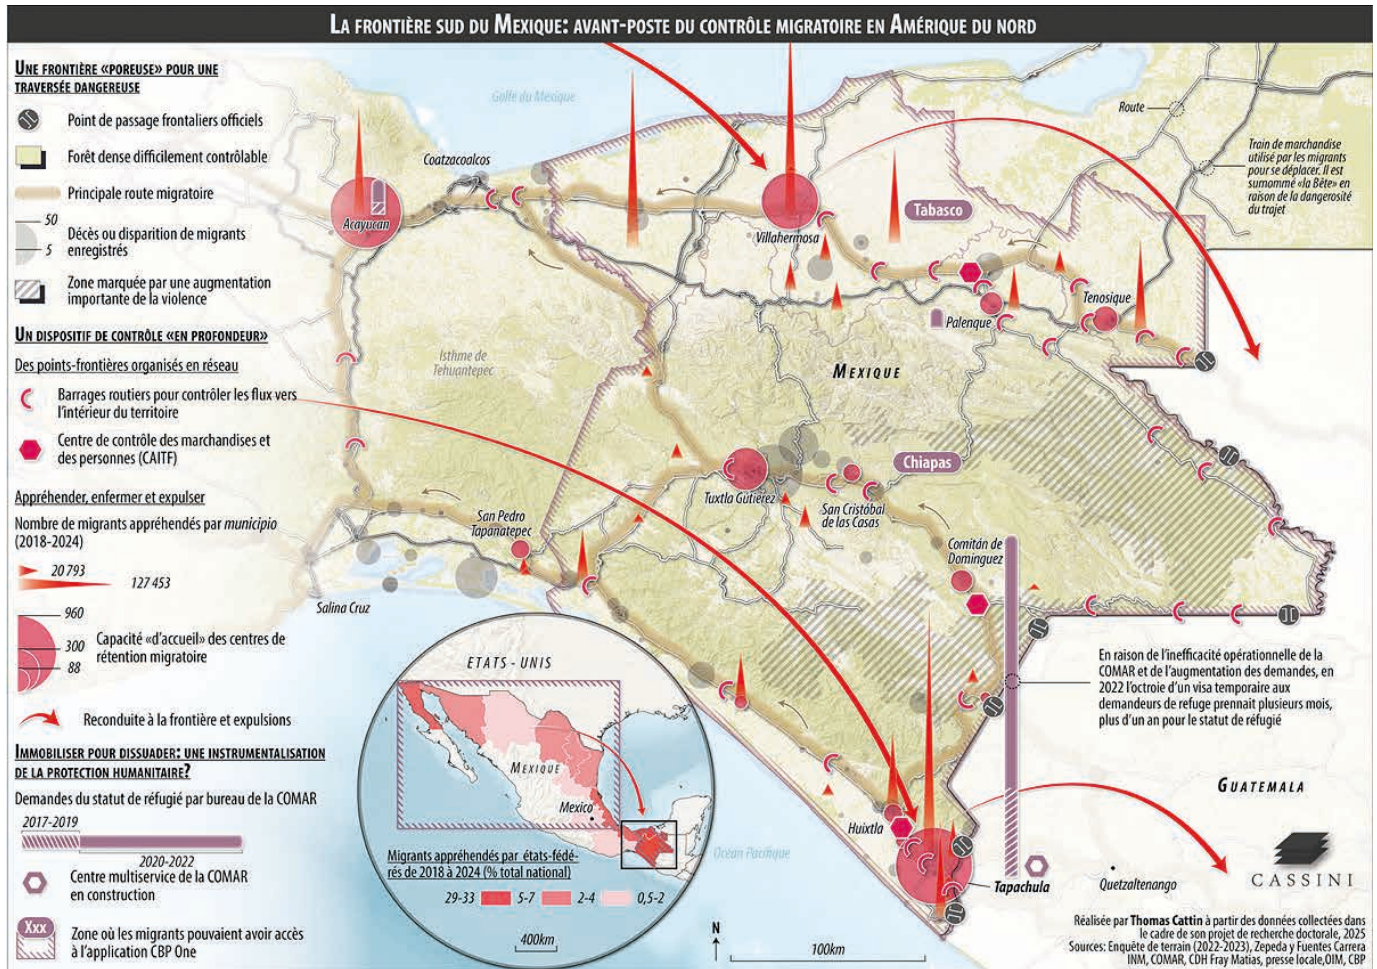 LA FRONTIÈRE SUD DU MEXIQUE: AVANT-POSTE DU CONTRÔLE MIGRATOIRE EN AMÉRIQUE DU NORD
UNE FRONTIÈRE «POREUSE» POUR UNE
TRAVERSÉE DANGEREUSE
Point de passage frontaliers officiels
Forêt dense difficilement contrôlable
Principale route migratoire
50
5
Décès ou disparition de migrants
enregistrés
Zone marquée par une augmentation
importante de la violence
UN DISPOSITIF DE CONTRÔLE «EN PROFONDEUR»
Des points-frontières organisés en réseau
Barrages routiers pour contrôler les flux vers
l'intérieur du territoire
Centre de contrôle des marchandises et
des personnes (CAITF)
Appréhender, enfermer et expulser
Nombre de migrants appréhendés par municipio
(2018-2024)
20 793
127 453
960
300
88
Capacité «d'accueil» des centres de
rétention migratoire
Reconduite à la frontière et expulsions
IMMOBILISER POUR DISSUADER: UNE INSTRUMENTALISATION
DE LA PROTECTION HUMANITAIRE?
Demandes du statut de réfugié par bureau de la COMAR
2017-2019
2020-2022
Centre multiservice de la COMAR
en construction
Xxx
Zone où les migrants pouvaient avoir accès
à l'application CBP One
Golfe du Mexique
Route
Train de marchandise
utilisé par les migrants
pour se déplacer. Il est
surnommé «la Bête» en
raison de la dangerosité
du trajet
Coatzacoalcos
Acayucan
Villahermosa
Tabasco
Palenque
Tenosique
Isthme de
Tehuantepec
MEXIQUE
Chiapas
Tuxtla Gutierez
San Cristóbal
de las Casas
San Pedro
Tapanatepec
Comitán de
Dominguez
Salina Cruz
En raison de l'inefficacité opérationnelle de la
COMAR et de l'augmentation des demandes, en
2022 l'octroie d'un visa temporaire aux
demandeurs de refuge prennait plusieurs mois,
plus d'un an pour le statut de réfugié
ETATS-UNIS
MEXIQUE
Mexico
Migrants appréhendés par états-fédé-
rés de 2018 à 2024 (% total national)
29-33
5-7
2-4
0,5-2
400km
Océan Pacifique
Huixtla
Tapachula
Quetzaltenango
GUATEMALA
CASSINI
N
100km
Réalisée par Thomas Cattin à partir des données collectées dans
le cadre de son projet de recherche doctorale, 2025
Sources: Enquête de terrain (2022-2023), Zepeda y Fuentes Carrera
INM, COMAR, CDH Fray Matias, presse locale,OIM, CBP